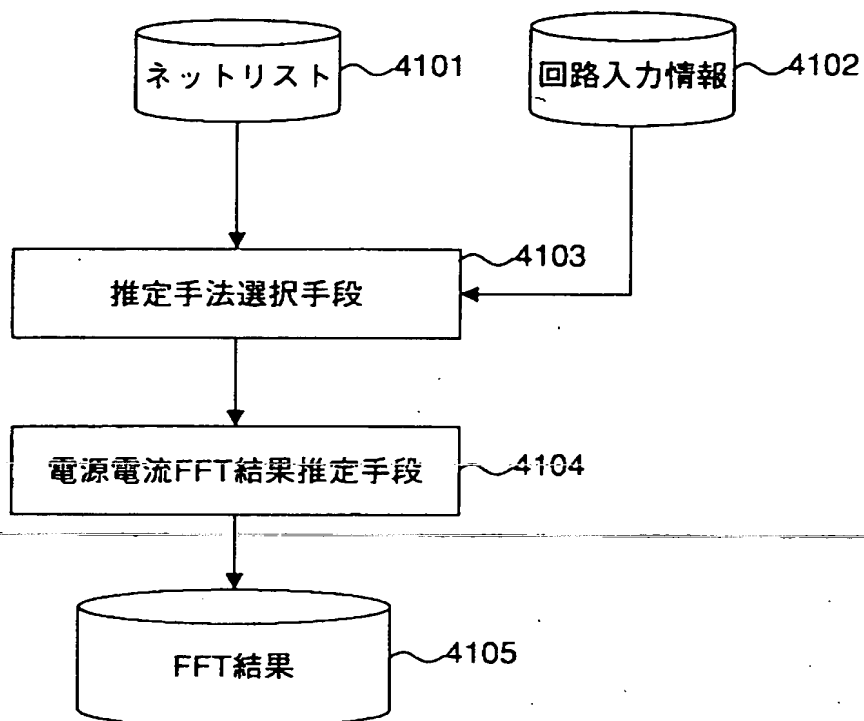 ネットリスト
4101
回路入力情報
4102
4103
推定手法選択手段
電源電流FFT結果推定手段
4104
FFT結果
4105